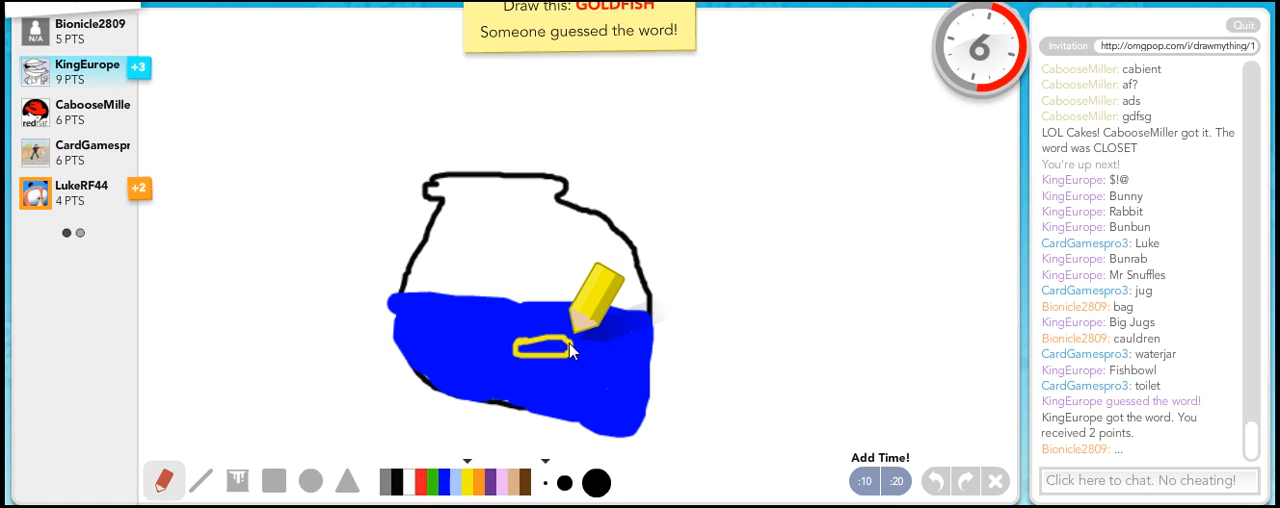 Draw this: GOLDFISH
Someone guessed the word!
Bionicle2809
5 PTS
N/A
KingEurope
9 PTS
+3
CabooseMille
6 PTS
redhat
CardGamespr
6 PTS
LukeRF44
4 PTS
+2
6
Quit
Invitation http://omgpop.com/i/drawmything/1
CabooseMiller: cabient
CabooseMiller: af?
CabooseMiller: ads
CabooseMiller: gdfsg
LOL Cakes! CabooseMiller got it. The
word was CLOSET
You're up next!
KingEurope: $!@
KingEurope: Bunny
KingEurope: Rabbit
KingEurope: Bunbun
CardGamespro3: Luke
KingEurope: Bunrab
KingEurope: Mr Snuffles
CardGamespro3: jug
Bionicle2809: bag
KingEurope: Big Jugs
Bionicle2809: cauldren
CardGamespro3: waterjar
KingEurope: Fishbowl
CardGamespro3: toilet
KingEurope guessed the word!
KingEurope got the word. You
received 2 points.
Bionicle2809: ...
Click here to chat. No cheating!
Add Time!
:10 :20